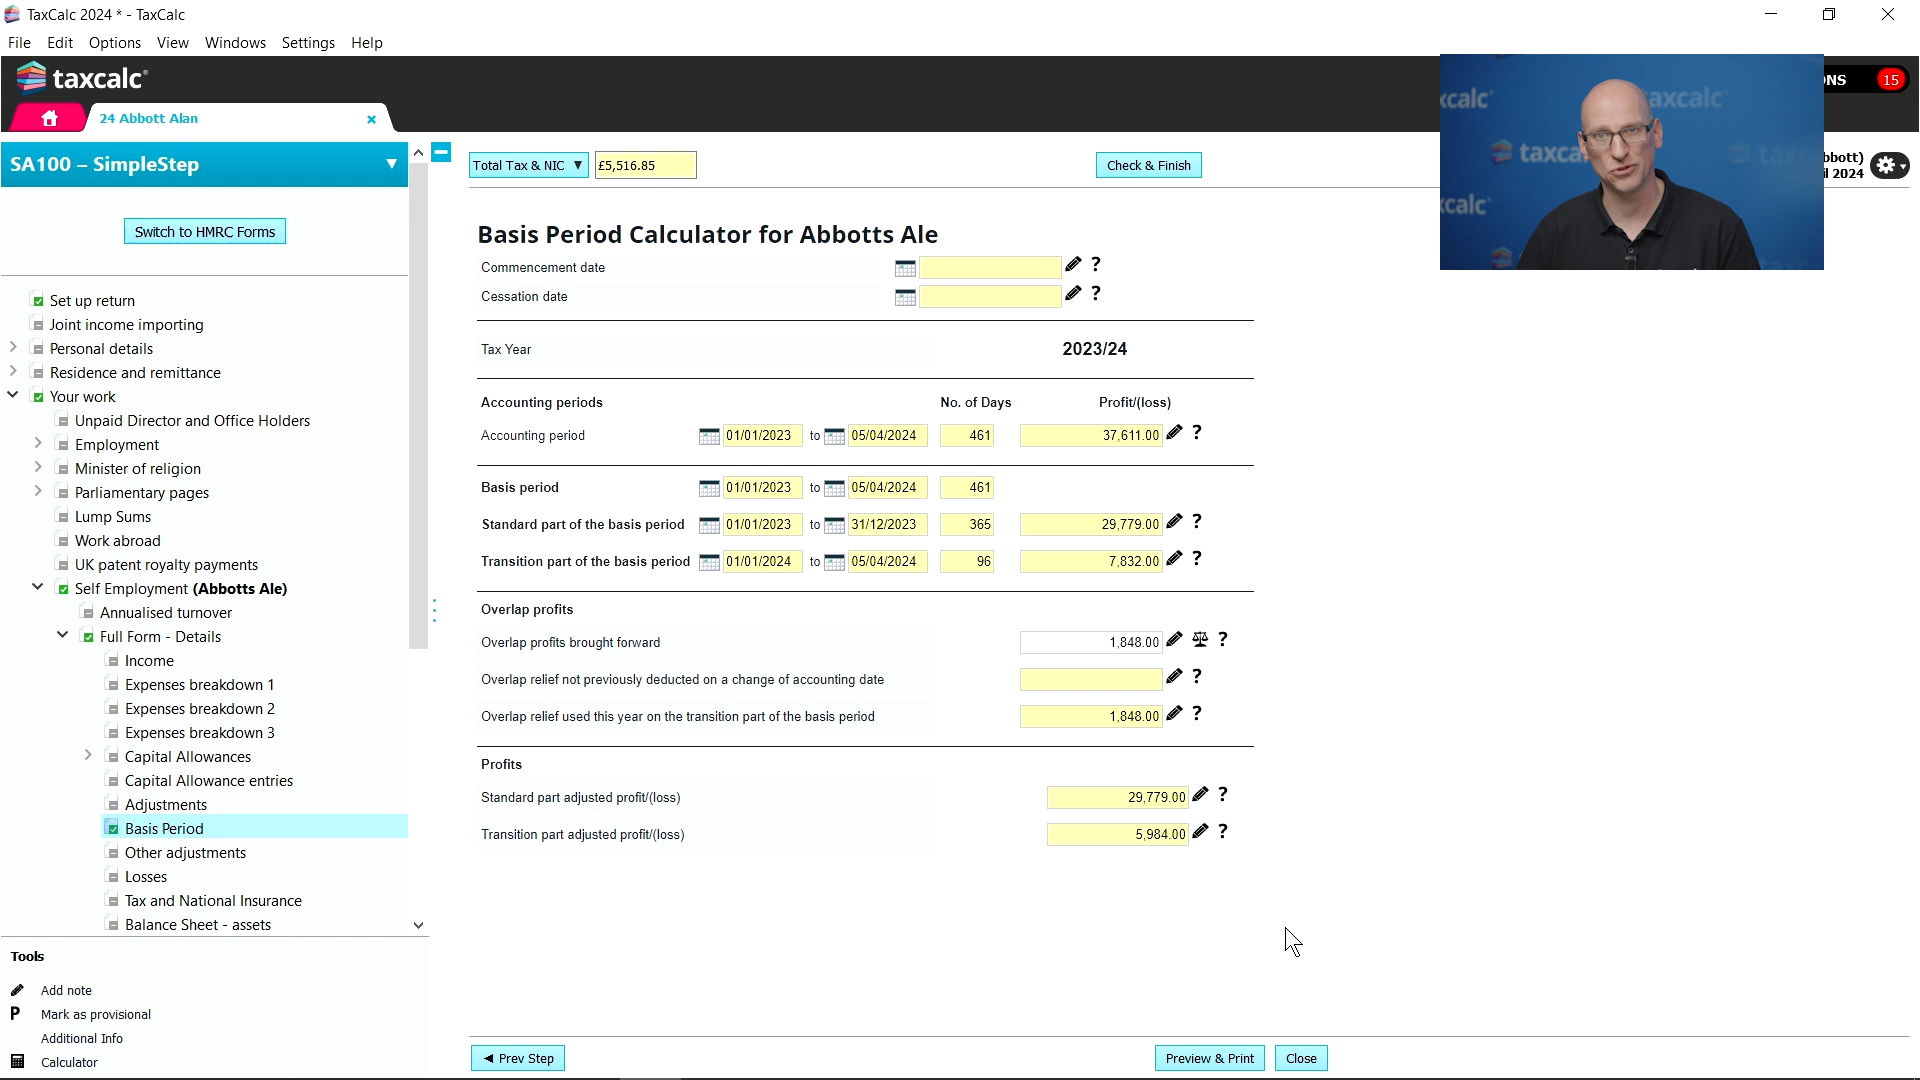 TaxCalc 2024 * - TaxCalc
File Edit Options View Windows Settings Help
taxcalc
NS 15
24 Abbott Alan x
SA100 – SimpleStep
Total Tax & NIC £5,516.85 Check & Finish
bbott)
il 2024
Switch to HMRC Forms
Set up return
Joint income importing
Personal details
Residence and remittance
Your work
Unpaid Director and Office Holders
Employment
Minister of religion
Parliamentary pages
Lump Sums
Work abroad
UK patent royalty payments
Self Employment (Abbotts Ale)
Annualised turnover
Full Form - Details
Income
Expenses breakdown 1
Expenses breakdown 2
Expenses breakdown 3
Capital Allowances
Capital Allowance entries
Adjustments
Basis Period
Other adjustments
Losses
Tax and National Insurance
Balance Sheet - assets
Tools
Add note
P Mark as provisional
Additional Info
Calculator
Basis Period Calculator for Abbotts Ale
Commencement date ?
Cessation date ?
Tax Year 2023/24
Accounting periods No. of Days Profit/(loss)
Accounting period 01/01/2023 to 05/04/2024 461 37,611.00 ?
Basis period 01/01/2023 to 05/04/2024 461
Standard part of the basis period 01/01/2023 to 31/12/2023 365 29,779.00 ?
Transition part of the basis period 01/01/2024 to 05/04/2024 96 7,832.00 ?
Overlap profits
Overlap profits brought forward 1,848.00 ?
Overlap relief not previously deducted on a change of accounting date ?
Overlap relief used this year on the transition part of the basis period 1,848.00 ?
Profits
Standard part adjusted profit/(loss) 29,779.00 ?
Transition part adjusted profit/(loss) 5,984.00 ?
Prev Step Preview & Print Close